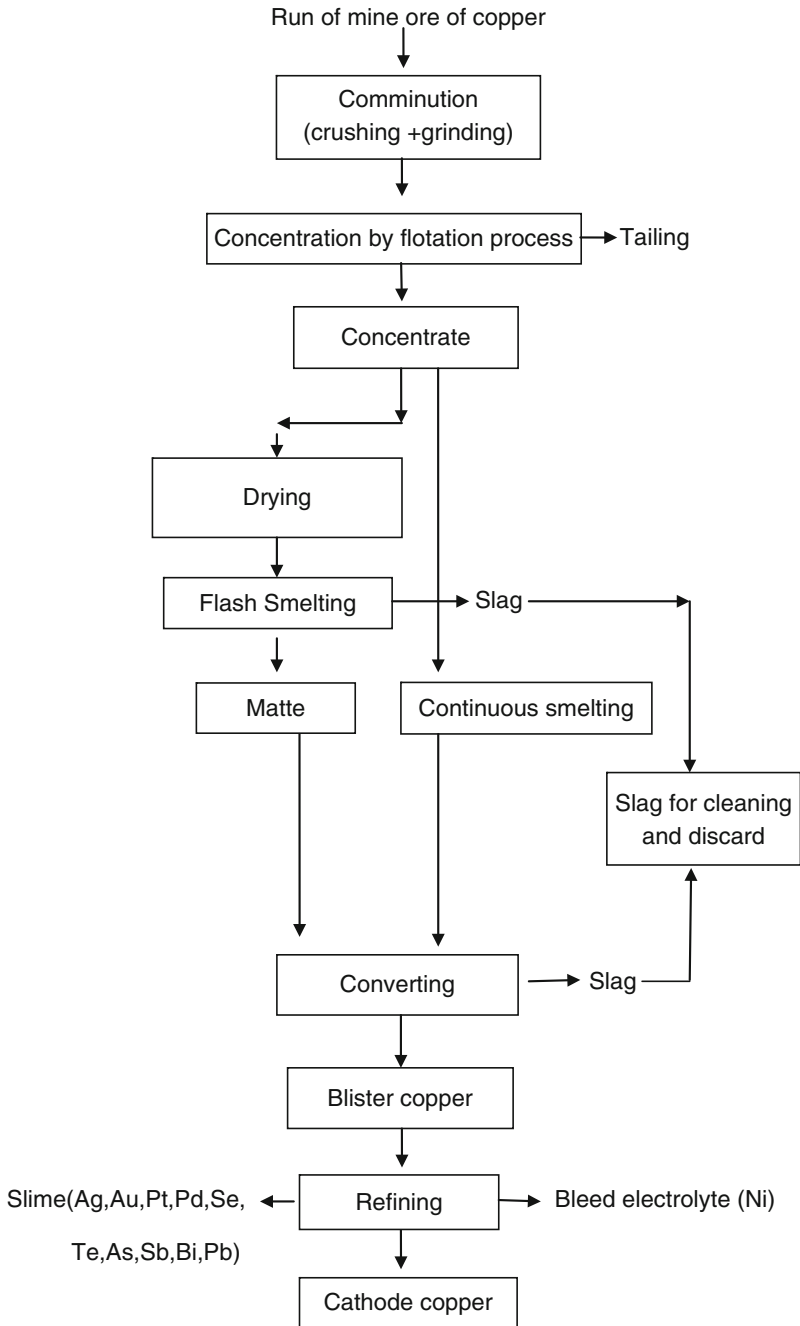 Run of mine ore of copper
Comminution
(crushing +grinding)
Concentration by flotation process
Tailing
Concentrate
Drying
Flash Smelting
Slag
Matte
Continuous smelting
Slag for cleaning
and discard
Converting
Slag
Blister copper
Slime(Ag,Au,Pt,Pd,Se,
Te,As,Sb,Bi,Pb)
Refining
Bleed electrolyte (Ni)
Cathode copper